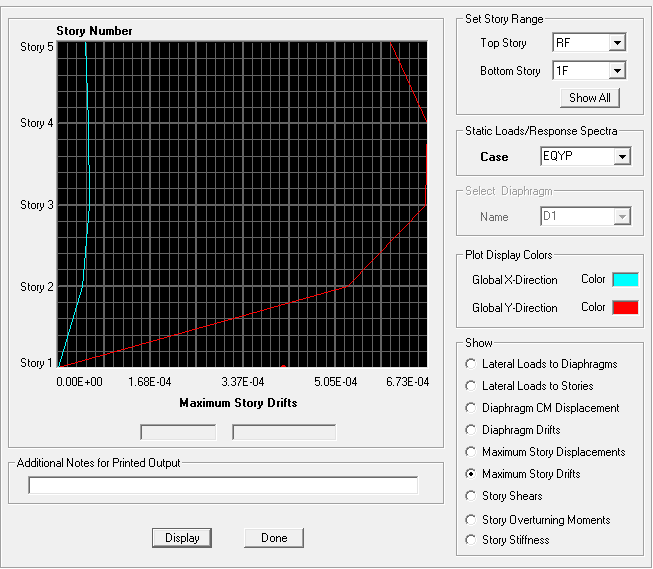 Story Number
Story 5
Story 4
Story 3
Story 2
Story 1
0.00E+00 1.68E-04 3.37E-04 5.05E-04 6.73E-04
Maximum Story Drifts
Additional Notes for Printed Output
Display Done
Set Story Range
Top Story RF
Bottom Story 1F
Show All
Static Loads/Response Spectra
Case EQYP
Select Diaphragm
Name D1
Plot Display Colors
Global X-Direction Color
Global Y-Direction Color
Show
Lateral Loads to Diaphragms
Lateral Loads to Stories
Diaphragm CM Displacement
Diaphragm Drifts
Maximum Story Displacements
Maximum Story Drifts
Story Shears
Story Overturning Moments
Story Stiffness